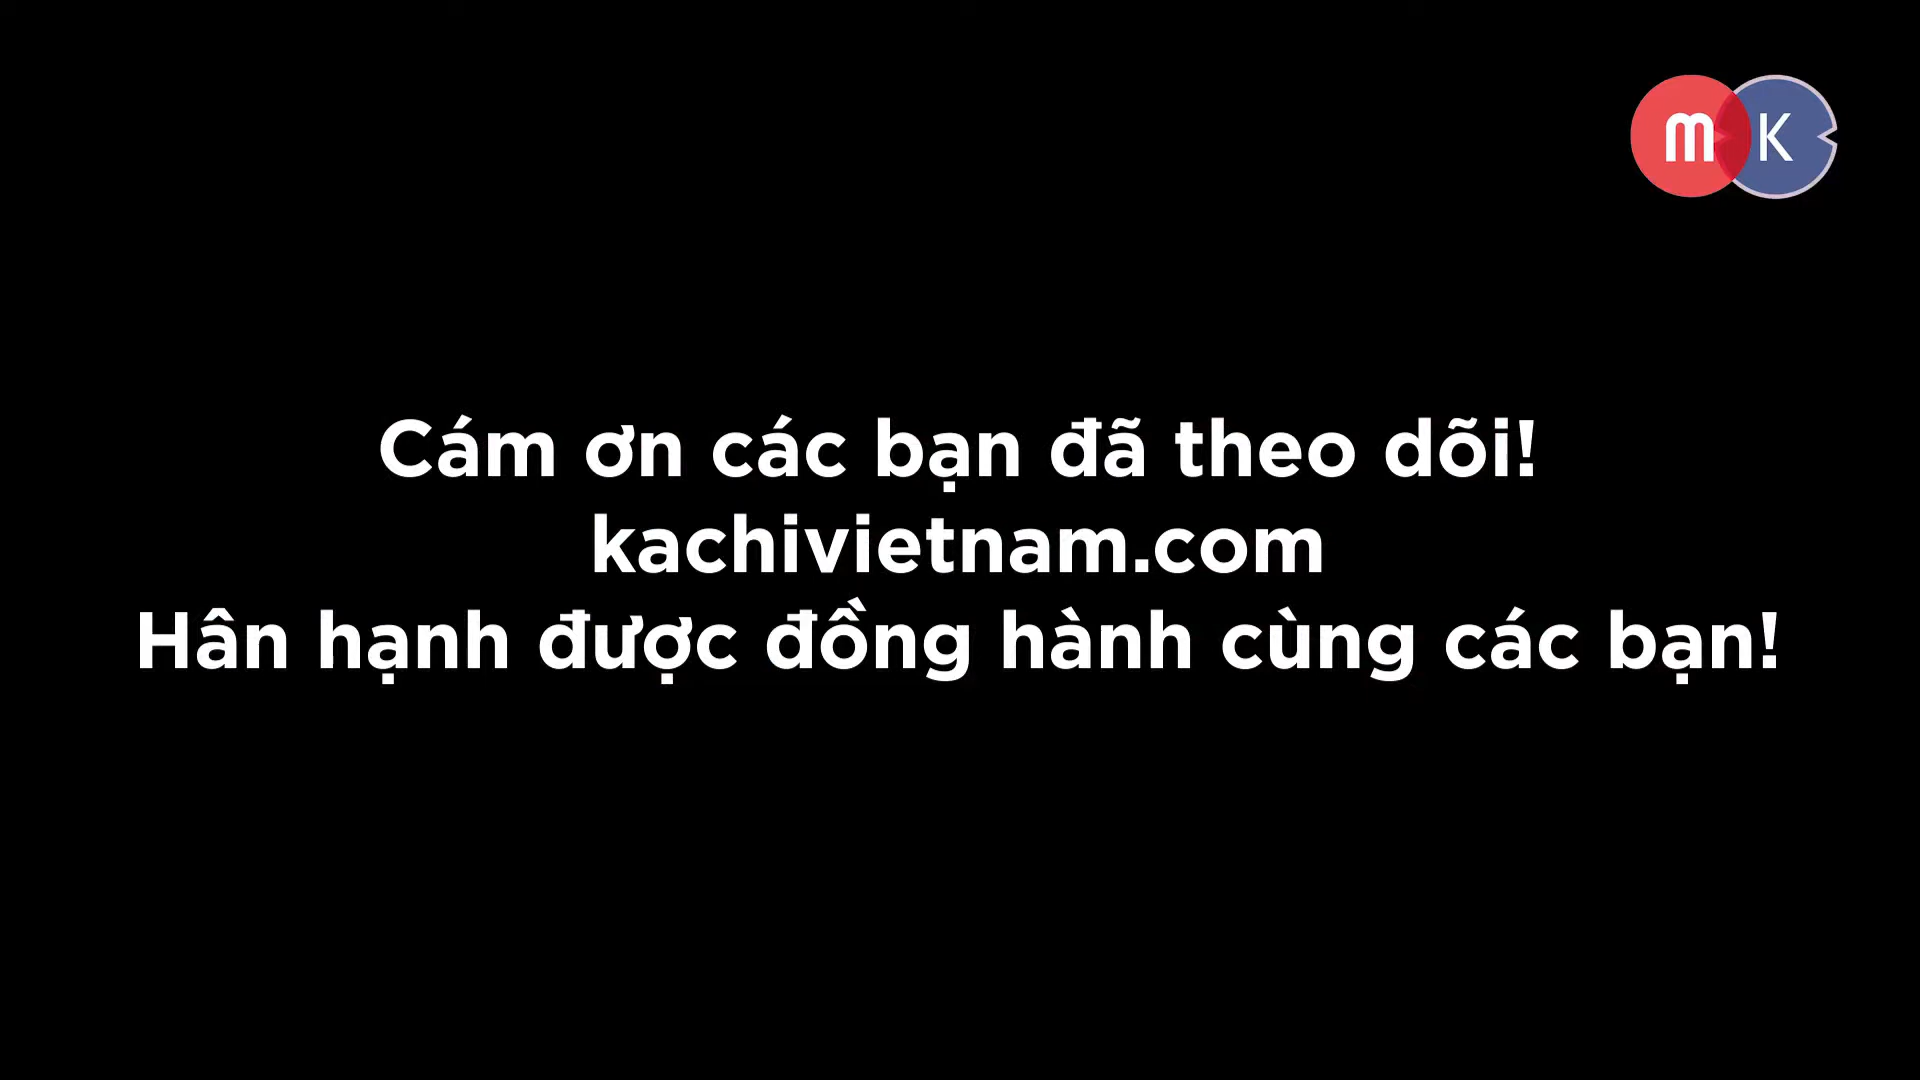 m K
Cám ơn các bạn đã theo dõi!
kachivietnam.com
Hân hạnh được đồng hành cùng các bạn!